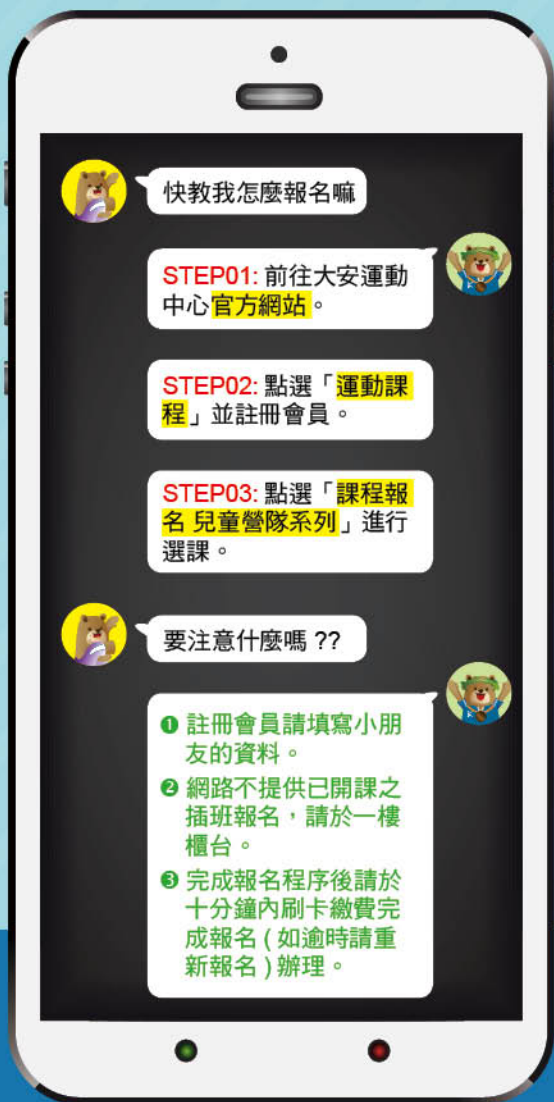 快教我怎麼報名嘛
STEP01: 前往大安運動
中心官方網站。
STEP02: 點選「運動課
程」並註冊會員。
STEP03: 點選「課程報
名 兒童營隊系列」進行
選課。
要注意什麼嗎 ??
❶ 註冊會員請填寫小朋
友的資料。
❷ 網路不提供已開課之
插班報名，請於一樓
櫃台。
❸ 完成報名程序後請於
十分鐘內刷卡繳費完
成報名 ( 如逾時請重
新報名 ) 辦理。